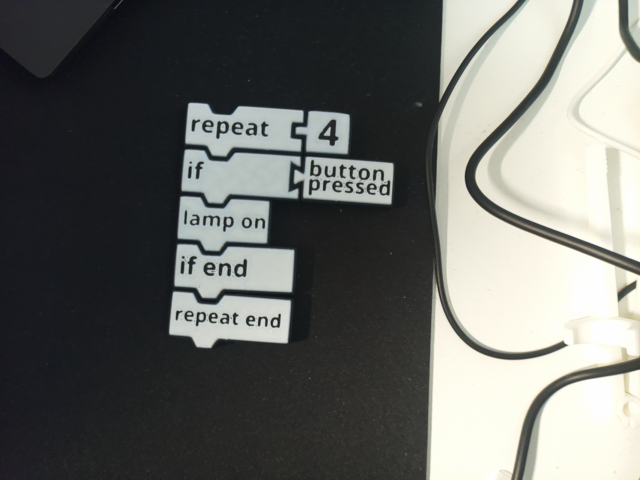 repeat 4
if button pressed
lamp on
if end
repeat end